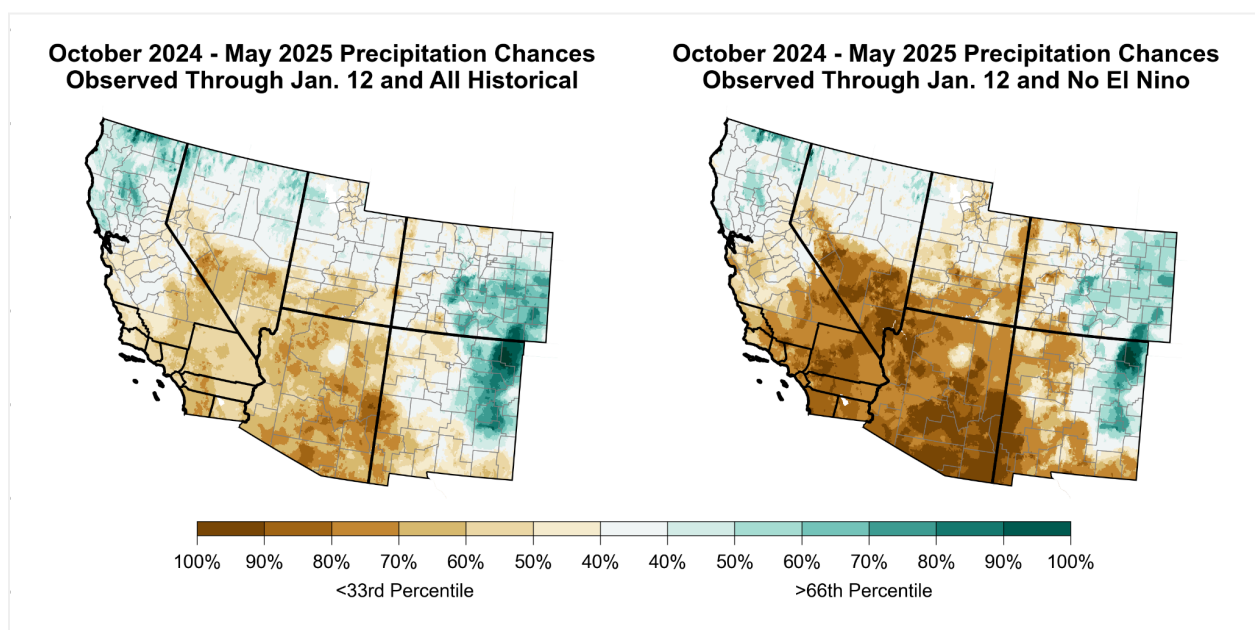 October 2024 - May 2025 Precipitation Chances
Observed Through Jan. 12 and All Historical
October 2024 - May 2025 Precipitation Chances
Observed Through Jan. 12 and No El Nino
100% 90% 80% 70% 60% 50% 40% 40% 50% 60% 70% 80% 90% 100%
<33rd Percentile
>66th Percentile